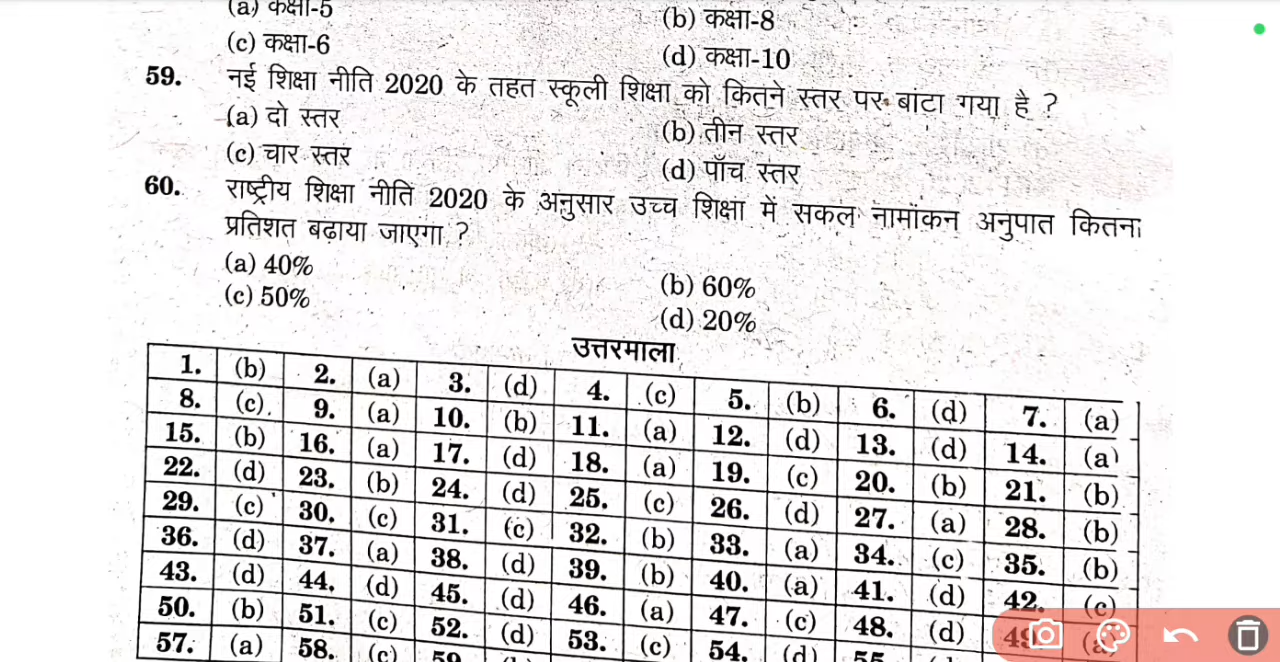 (a) कक्षा-5 (b) कक्षा-8
(c) कक्षा-6 (d) कक्षा-10
59. नई शिक्षा नीति 2020 के तहत स्कूली शिक्षा को कितने स्तर पर बांटा गया है ?
(a) दो स्तर (b) तीन स्तर
(c) चार स्तर (d) पाँच स्तर
60. राष्ट्रीय शिक्षा नीति 2020 के अनुसार उच्च शिक्षा में सकल नामांकन अनुपात कितना
प्रतिशत बढ़ाया जाएगा ?
(a) 40% (b) 60%
(c) 50% (d) 20%
उत्तरमाला
1. (b) 2. (a) 3. (d) 4. (c) 5. (b) 6. (d) 7. (a)
8. (c) 9. (a) 10. (b) 11. (a) 12. (d) 13. (d) 14. (a)
15. (b) 16. (a) 17. (d) 18. (a) 19. (c) 20. (b) 21. (b)
22. (d) 23. (b) 24. (d) 25. (c) 26. (d) 27. (a) 28. (b)
29. (c) 30. (c) 31. (c) 32. (b) 33. (a) 34. (c) 35. (b)
36. (d) 37. (a) 38. (d) 39. (b) 40. (a) 41. (d) 42. (c)
43. (d) 44. (d) 45. (d) 46. (a) 47. (c) 48. (d) 49. (a)
50. (b) 51. (c) 52. (d) 53. (c) 54. (d) 55.
57. (a) 58. (c) 59.